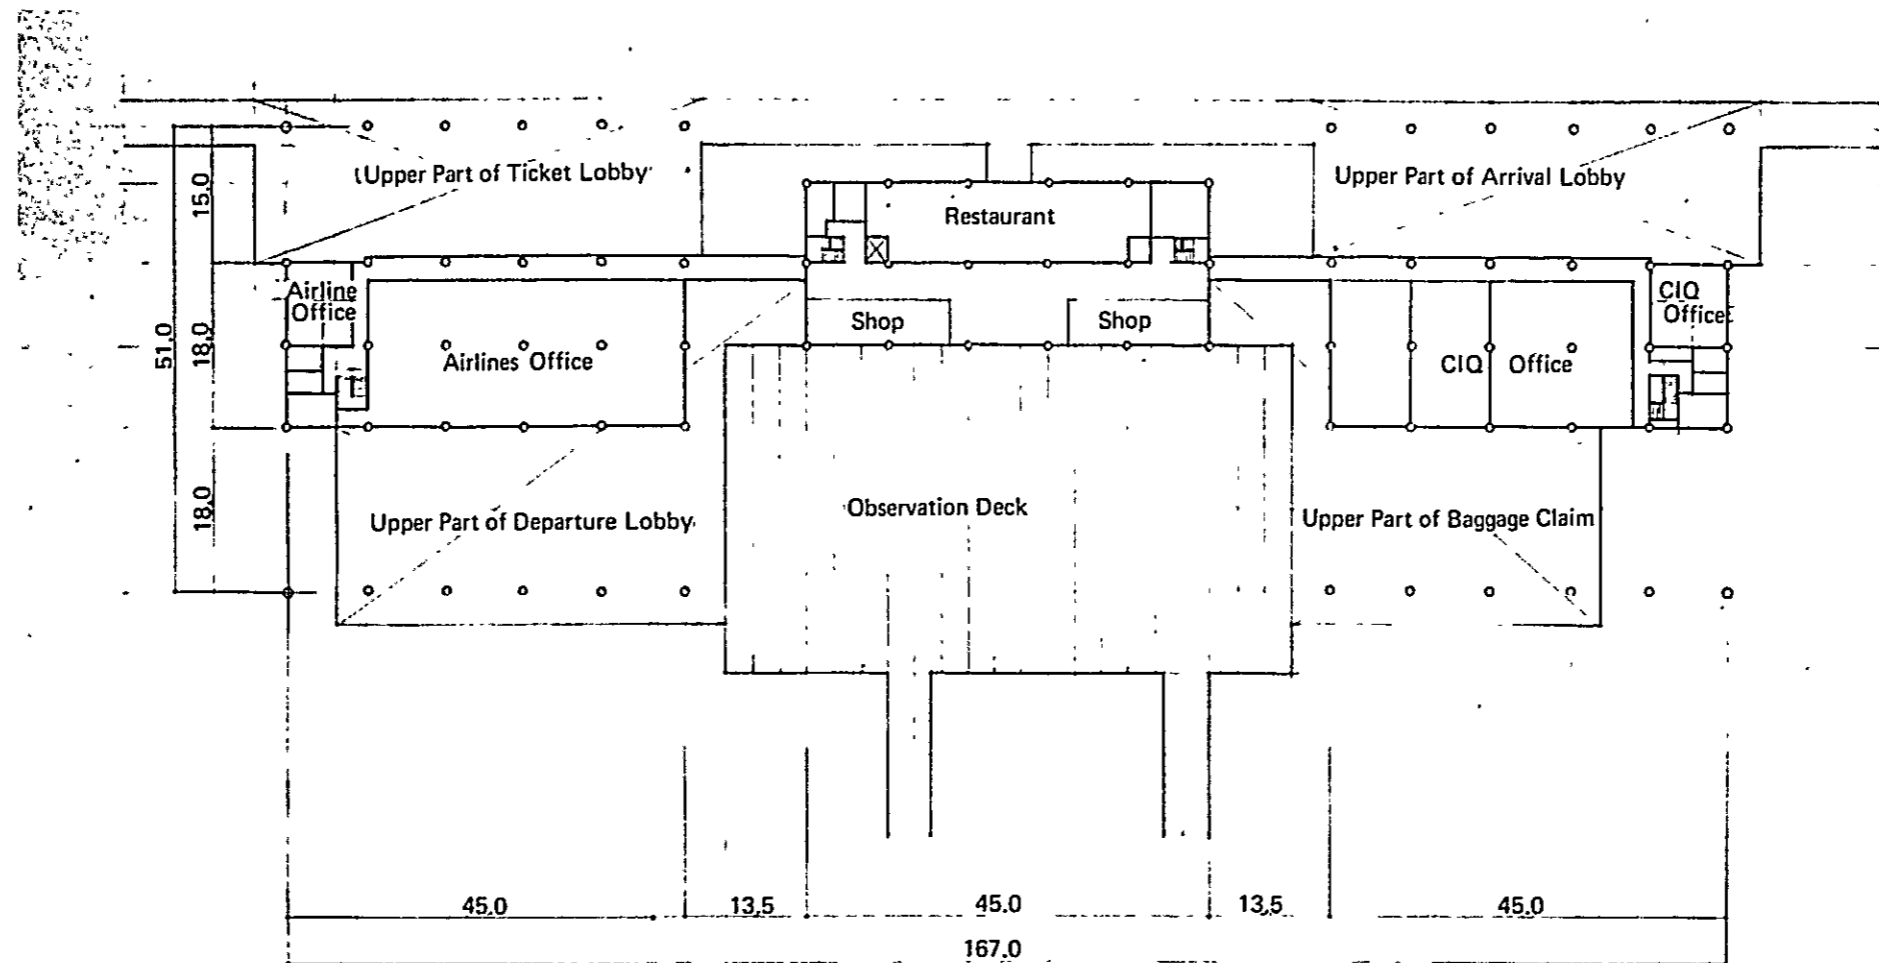 Upper Part of Ticket Lobby
Upper Part of Arrival Lobby
Restaurant
15.0
Airline
Office
CIQ
Office
Shop
Shop
51.0
18.0
Airlines Office
CIQ Office
18.0
Upper Part of Departure Lobby
Observation Deck
Upper Part of Baggage Claim
45.0
13.5
45.0
13.5
45.0
167.0